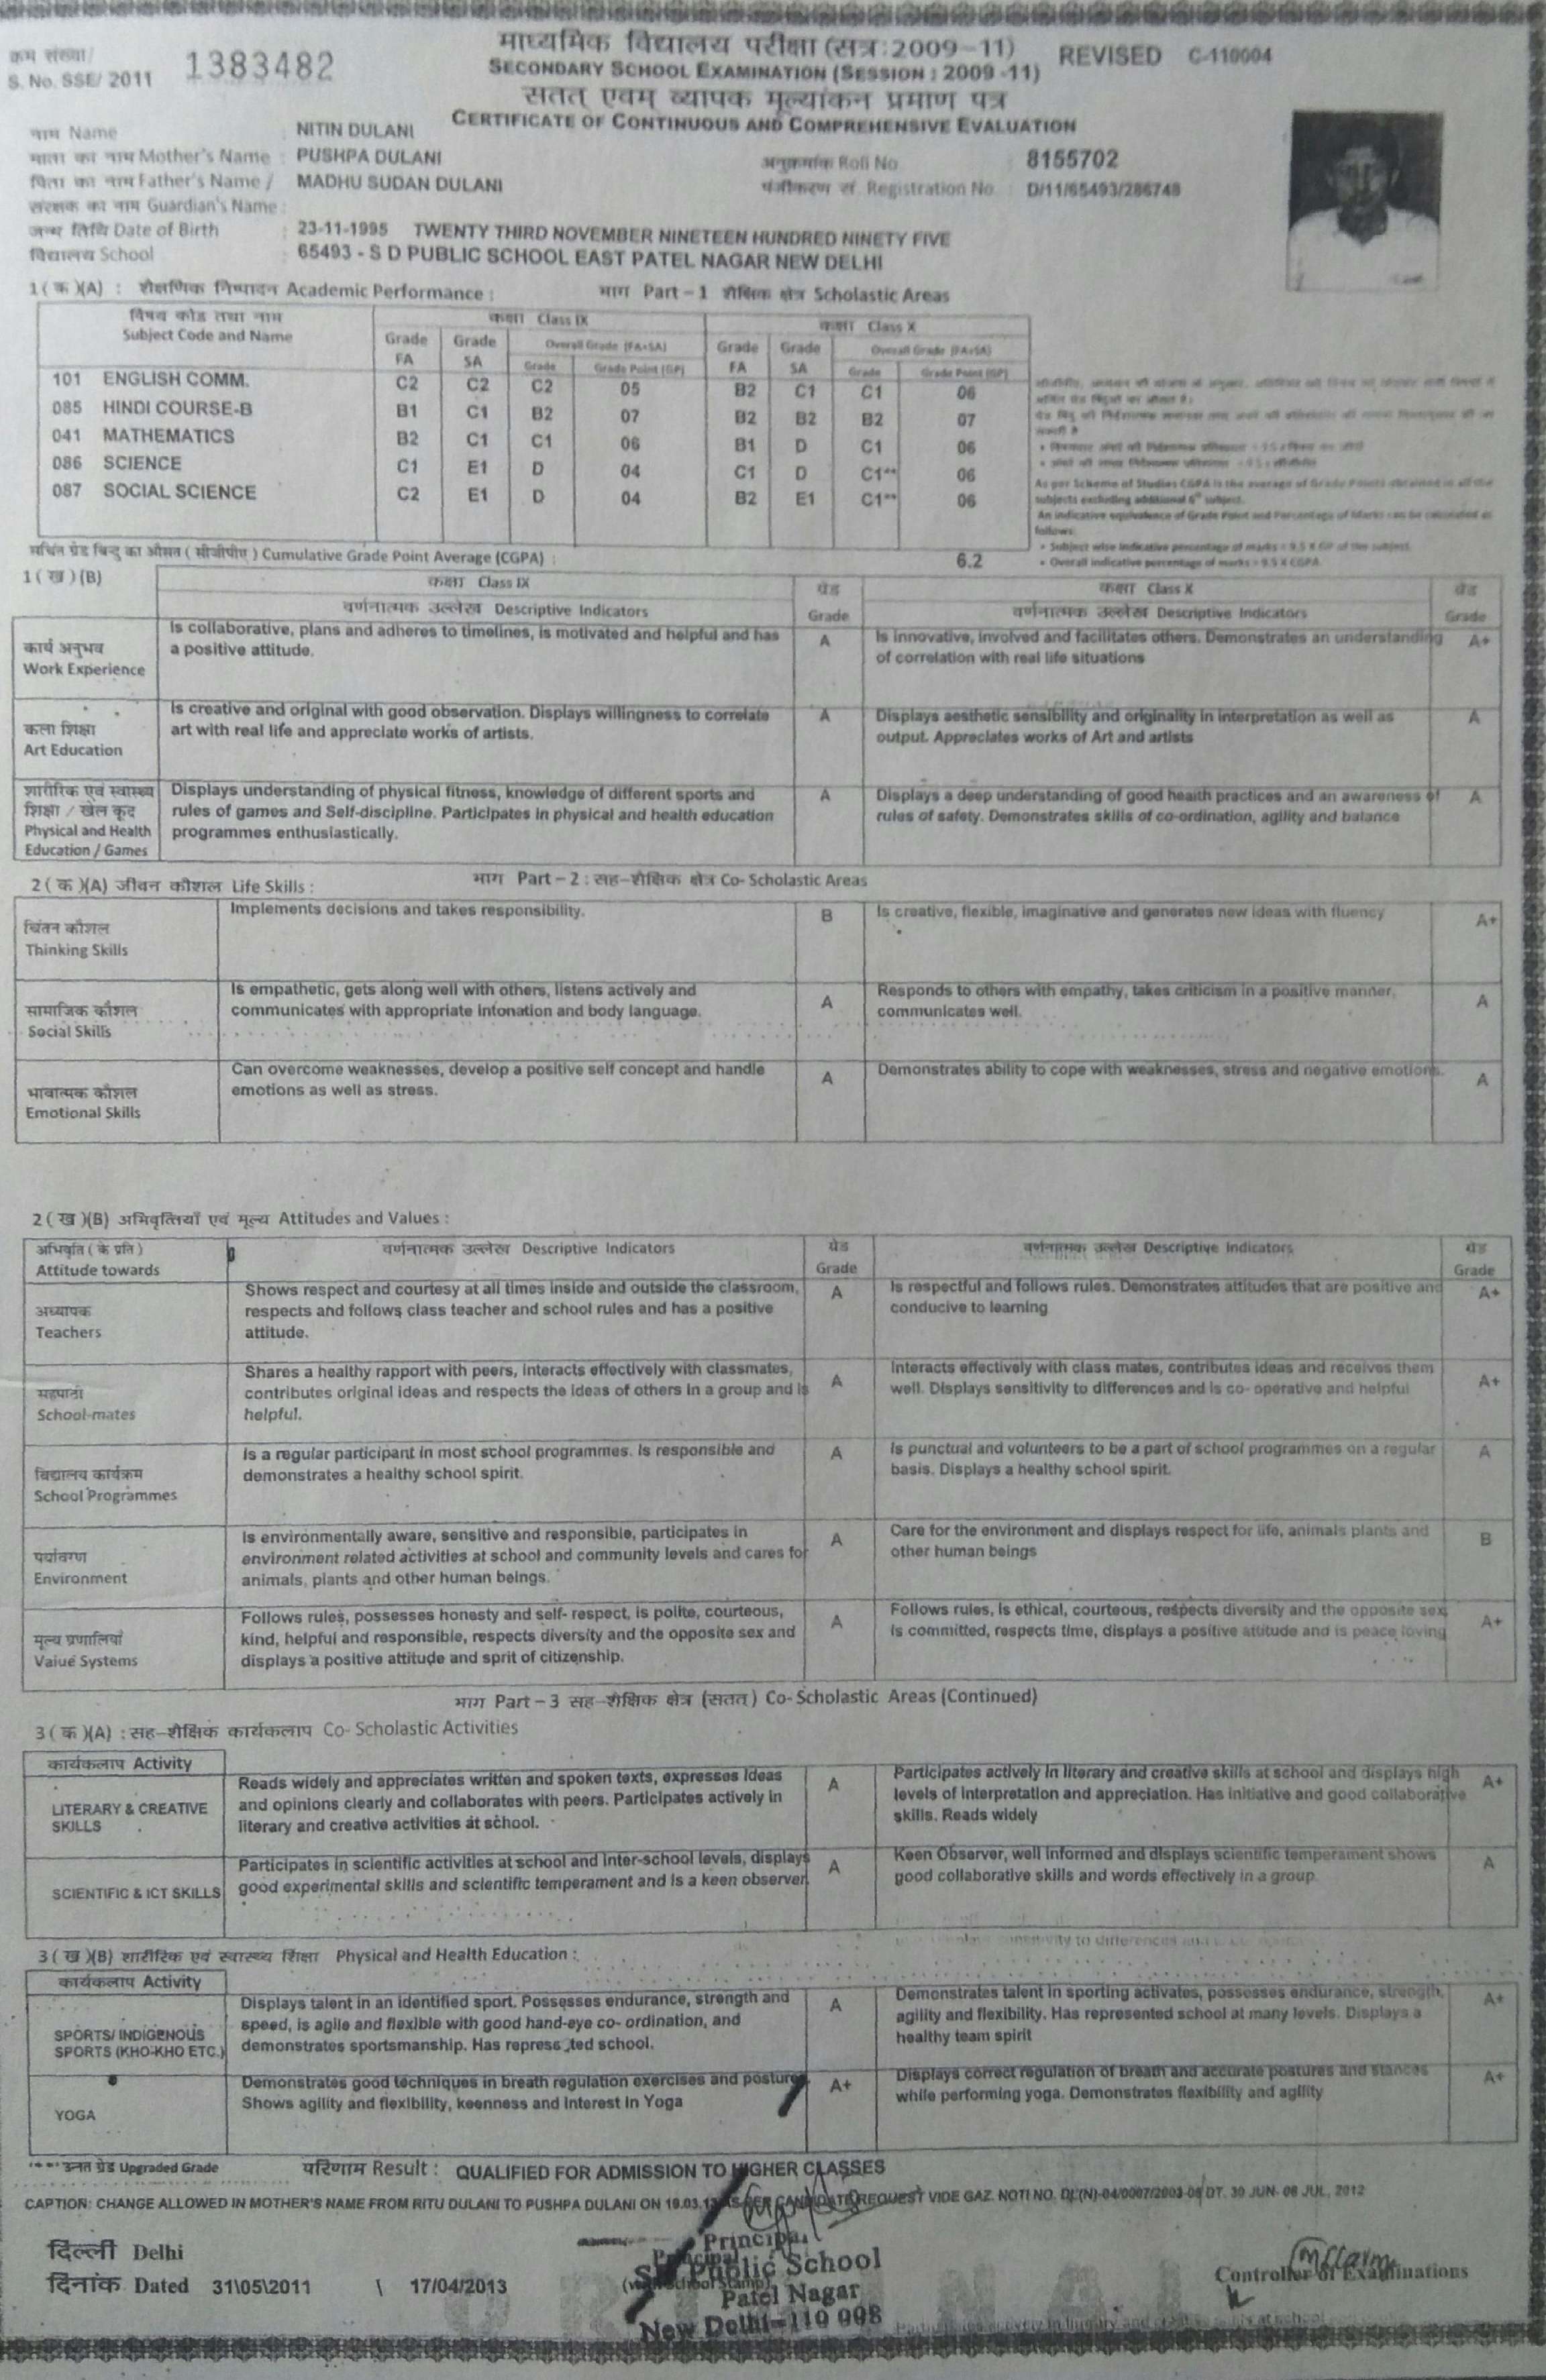 क्रम संख्या/
S. No. SSE/ 2011 1383482
माध्यमिक विद्यालय परीक्षा (सत्र : 2009-11) REVISED C-110004
SECONDARY SCHOOL EXAMINATION (SESSION : 2009-11)
सतत् एवम् व्यापक मूल्यांकन प्रमाण पत्र
CERTIFICATE OF CONTINUOUS AND COMPREHENSIVE EVALUATION
नाम Name : NITIN DULANI
माता का नाम Mother's Name : PUSHPA DULANI अनुक्रमांक Roll No 8155702
पिता का नाम Father's Name / MADHU SUDAN DULANI पंजीकरण सं. Registration No. : D/11/65493/286748
संरक्षक का नाम Guardian's Name :
जन्म तिथि Date of Birth : 23-11-1995 TWENTY THIRD NOVEMBER NINETEEN HUNDRED NINETY FIVE
विद्यालय School : 65493 - S D PUBLIC SCHOOL EAST PATEL NAGAR NEW DELHI
1 ( क )(A) : शैक्षणिक निष्पादन Academic Performance : भाग Part – 1 शैक्षिक क्षेत्र Scholastic Areas
विषय कोड तथा नाम कक्षा Class IX कक्षा Class X
Subject Code and Name Grade FA Grade SA Overall Grade (FA+SA) Grade FA Grade SA Overall Grade (FA+SA)
Grade Grade Point (GP) Grade Grade Point (GP)
101 ENGLISH COMM. C2 C2 C2 05 B2 C1 C1 06
085 HINDI COURSE-B B1 C1 B2 07 B2 B2 B2 07
041 MATHEMATICS B2 C1 C1 06 B1 D C1 06
086 SCIENCE C1 E1 D 04 C1 D C1** 06
087 SOCIAL SCIENCE C2 E1 D 04 B2 E1 C1** 06
As per Scheme of Studies CGPA is the average of Grade Points obtained in all the
subjects excluding additional 6th subject.
An indicative equivalence of Grade Point and Percentage of Marks can be calculated as
follows:
• Subject wise indicative percentage of marks = 9.5 X GP of the subject.
• Overall indicative percentage of marks = 9.5 X CGPA
संचित ग्रेड बिन्दु का औसत ( सीजीपीए ) Cumulative Grade Point Average (CGPA) : 6.2
1 ( ख ) (B) कक्षा Class IX ग्रेड कक्षा Class X ग्रेड
वर्णनात्मक उल्लेख Descriptive Indicators Grade वर्णनात्मक उल्लेख Descriptive Indicators Grade
कार्य अनुभव
Work Experience
Is collaborative, plans and adheres to timelines, is motivated and helpful and has
a positive attitude.
A
Is innovative, involved and facilitates others. Demonstrates an understanding
of correlation with real life situations
A+
कला शिक्षा
Art Education
Is creative and original with good observation. Displays willingness to correlate
art with real life and appreciate works of artists.
A
Displays aesthetic sensibility and originality in interpretation as well as
output. Appreciates works of Art and artists
A
शारीरिक एवं स्वास्थ्य
शिक्षा / खेल कूद
Physical and Health
Education / Games
Displays understanding of physical fitness, knowledge of different sports and
rules of games and Self-discipline. Participates in physical and health education
programmes enthusiastically.
A
Displays a deep understanding of good health practices and an awareness of
rules of safety. Demonstrates skills of co-ordination, agility and balance
A
2 ( क )(A) जीवन कौशल Life Skills : भाग Part – 2 : सह-शैक्षिक क्षेत्र Co- Scholastic Areas
चिंतन कौशल
Thinking Skills
Implements decisions and takes responsibility.
B
Is creative, flexible, imaginative and generates new ideas with fluency
A+
सामाजिक कौशल
Social Skills
Is empathetic, gets along well with others, listens actively and
communicates with appropriate intonation and body language.
A
Responds to others with empathy, takes criticism in a positive manner,
communicates well.
A
भावात्मक कौशल
Emotional Skills
Can overcome weaknesses, develop a positive self concept and handle
emotions as well as stress.
A
Demonstrates ability to cope with weaknesses, stress and negative emotions.
A
2 ( ख )(B) अभिवृत्तियाँ एवं मूल्य Attitudes and Values :
अभिवृति ( के प्रति ) वर्णनात्मक उल्लेख Descriptive Indicators ग्रेड वर्णनात्मक उल्लेख Descriptive Indicators ग्रेड
Attitude towards Grade Grade
अध्यापक
Teachers
Shows respect and courtesy at all times inside and outside the classroom,
respects and follows class teacher and school rules and has a positive
attitude.
A
Is respectful and follows rules. Demonstrates attitudes that are positive and
conducive to learning
A+
सहपाठी
School-mates
Shares a healthy rapport with peers, interacts effectively with classmates,
contributes original ideas and respects the ideas of others in a group and is
helpful.
A
Interacts effectively with class mates, contributes ideas and receives them
well. Displays sensitivity to differences and is co- operative and helpful
A+
विद्यालय कार्यक्रम
School Programmes
Is a regular participant in most school programmes. Is responsible and
demonstrates a healthy school spirit.
A
Is punctual and volunteers to be a part of school programmes on a regular
basis. Displays a healthy school spirit.
A
पर्यावरण
Environment
Is environmentally aware, sensitive and responsible, participates in
environment related activities at school and community levels and cares for
animals, plants and other human beings.
A
Care for the environment and displays respect for life, animals plants and
other human beings
B
मूल्य प्रणालियां
Value Systems
Follows rules, possesses honesty and self- respect, is polite, courteous,
kind, helpful and responsible, respects diversity and the opposite sex and
displays a positive attitude and sprit of citizenship.
A
Follows rules, is ethical, courteous, respects diversity and the opposite sex,
is committed, respects time, displays a positive attitude and is peace loving
A+
भाग Part – 3 सह-शैक्षिक क्षेत्र (सतत्) Co- Scholastic Areas (Continued)
3 ( क )(A) : सह-शैक्षिक कार्यकलाप Co- Scholastic Activities
कार्यकलाप Activity
LITERARY & CREATIVE
SKILLS
Reads widely and appreciates written and spoken texts, expresses ideas
and opinions clearly and collaborates with peers. Participates actively in
literary and creative activities at school.
A
Participates actively in literary and creative skills at school and displays high
levels of interpretation and appreciation. Has initiative and good collaborative
skills. Reads widely
A+
SCIENTIFIC & ICT SKILLS
Participates in scientific activities at school and inter-school levels, displays
good experimental skills and scientific temperament and is a keen observer.
A
Keen Observer, well informed and displays scientific temperament shows
good collaborative skills and words effectively in a group.
A
3 ( ख )(B) शारीरिक एवं स्वास्थ्य शिक्षा Physical and Health Education :
कार्यकलाप Activity
SPORTS/ INDIGENOUS
SPORTS (KHO-KHO ETC.)
Displays talent in an identified sport. Possesses endurance, strength and
speed, is agile and flexible with good hand-eye co- ordination, and
demonstrates sportsmanship. Has repress ted school.
A
Demonstrates talent in sporting activates, possesses endurance, strength,
agility and flexibility. Has represented school at many levels. Displays a
healthy team spirit
A+
YOGA
Demonstrates good techniques in breath regulation exercises and postures.
Shows agility and flexibility, keenness and interest in Yoga
A+
Displays correct regulation of breath and accurate postures and stances
while performing yoga. Demonstrates flexibility and agility
A+
उन्नत ग्रेड Upgraded Grade परिणाम Result : QUALIFIED FOR ADMISSION TO HIGHER CLASSES
CAPTION: CHANGE ALLOWED IN MOTHER'S NAME FROM RITU DULANI TO PUSHPA DULANI ON 19.03.13 AS PER CANDIDATE REQUEST VIDE GAZ. NOTI NO. DT. 30 JUN- 06 JUL, 2012
दिल्ली Delhi
दिनांक Dated 31\05\2011 \ 17/04/2013
Principal
Principal
(with School Stamp)
S D Public School
Patel Nagar
New Delhi-110 008
Controller of Examinations